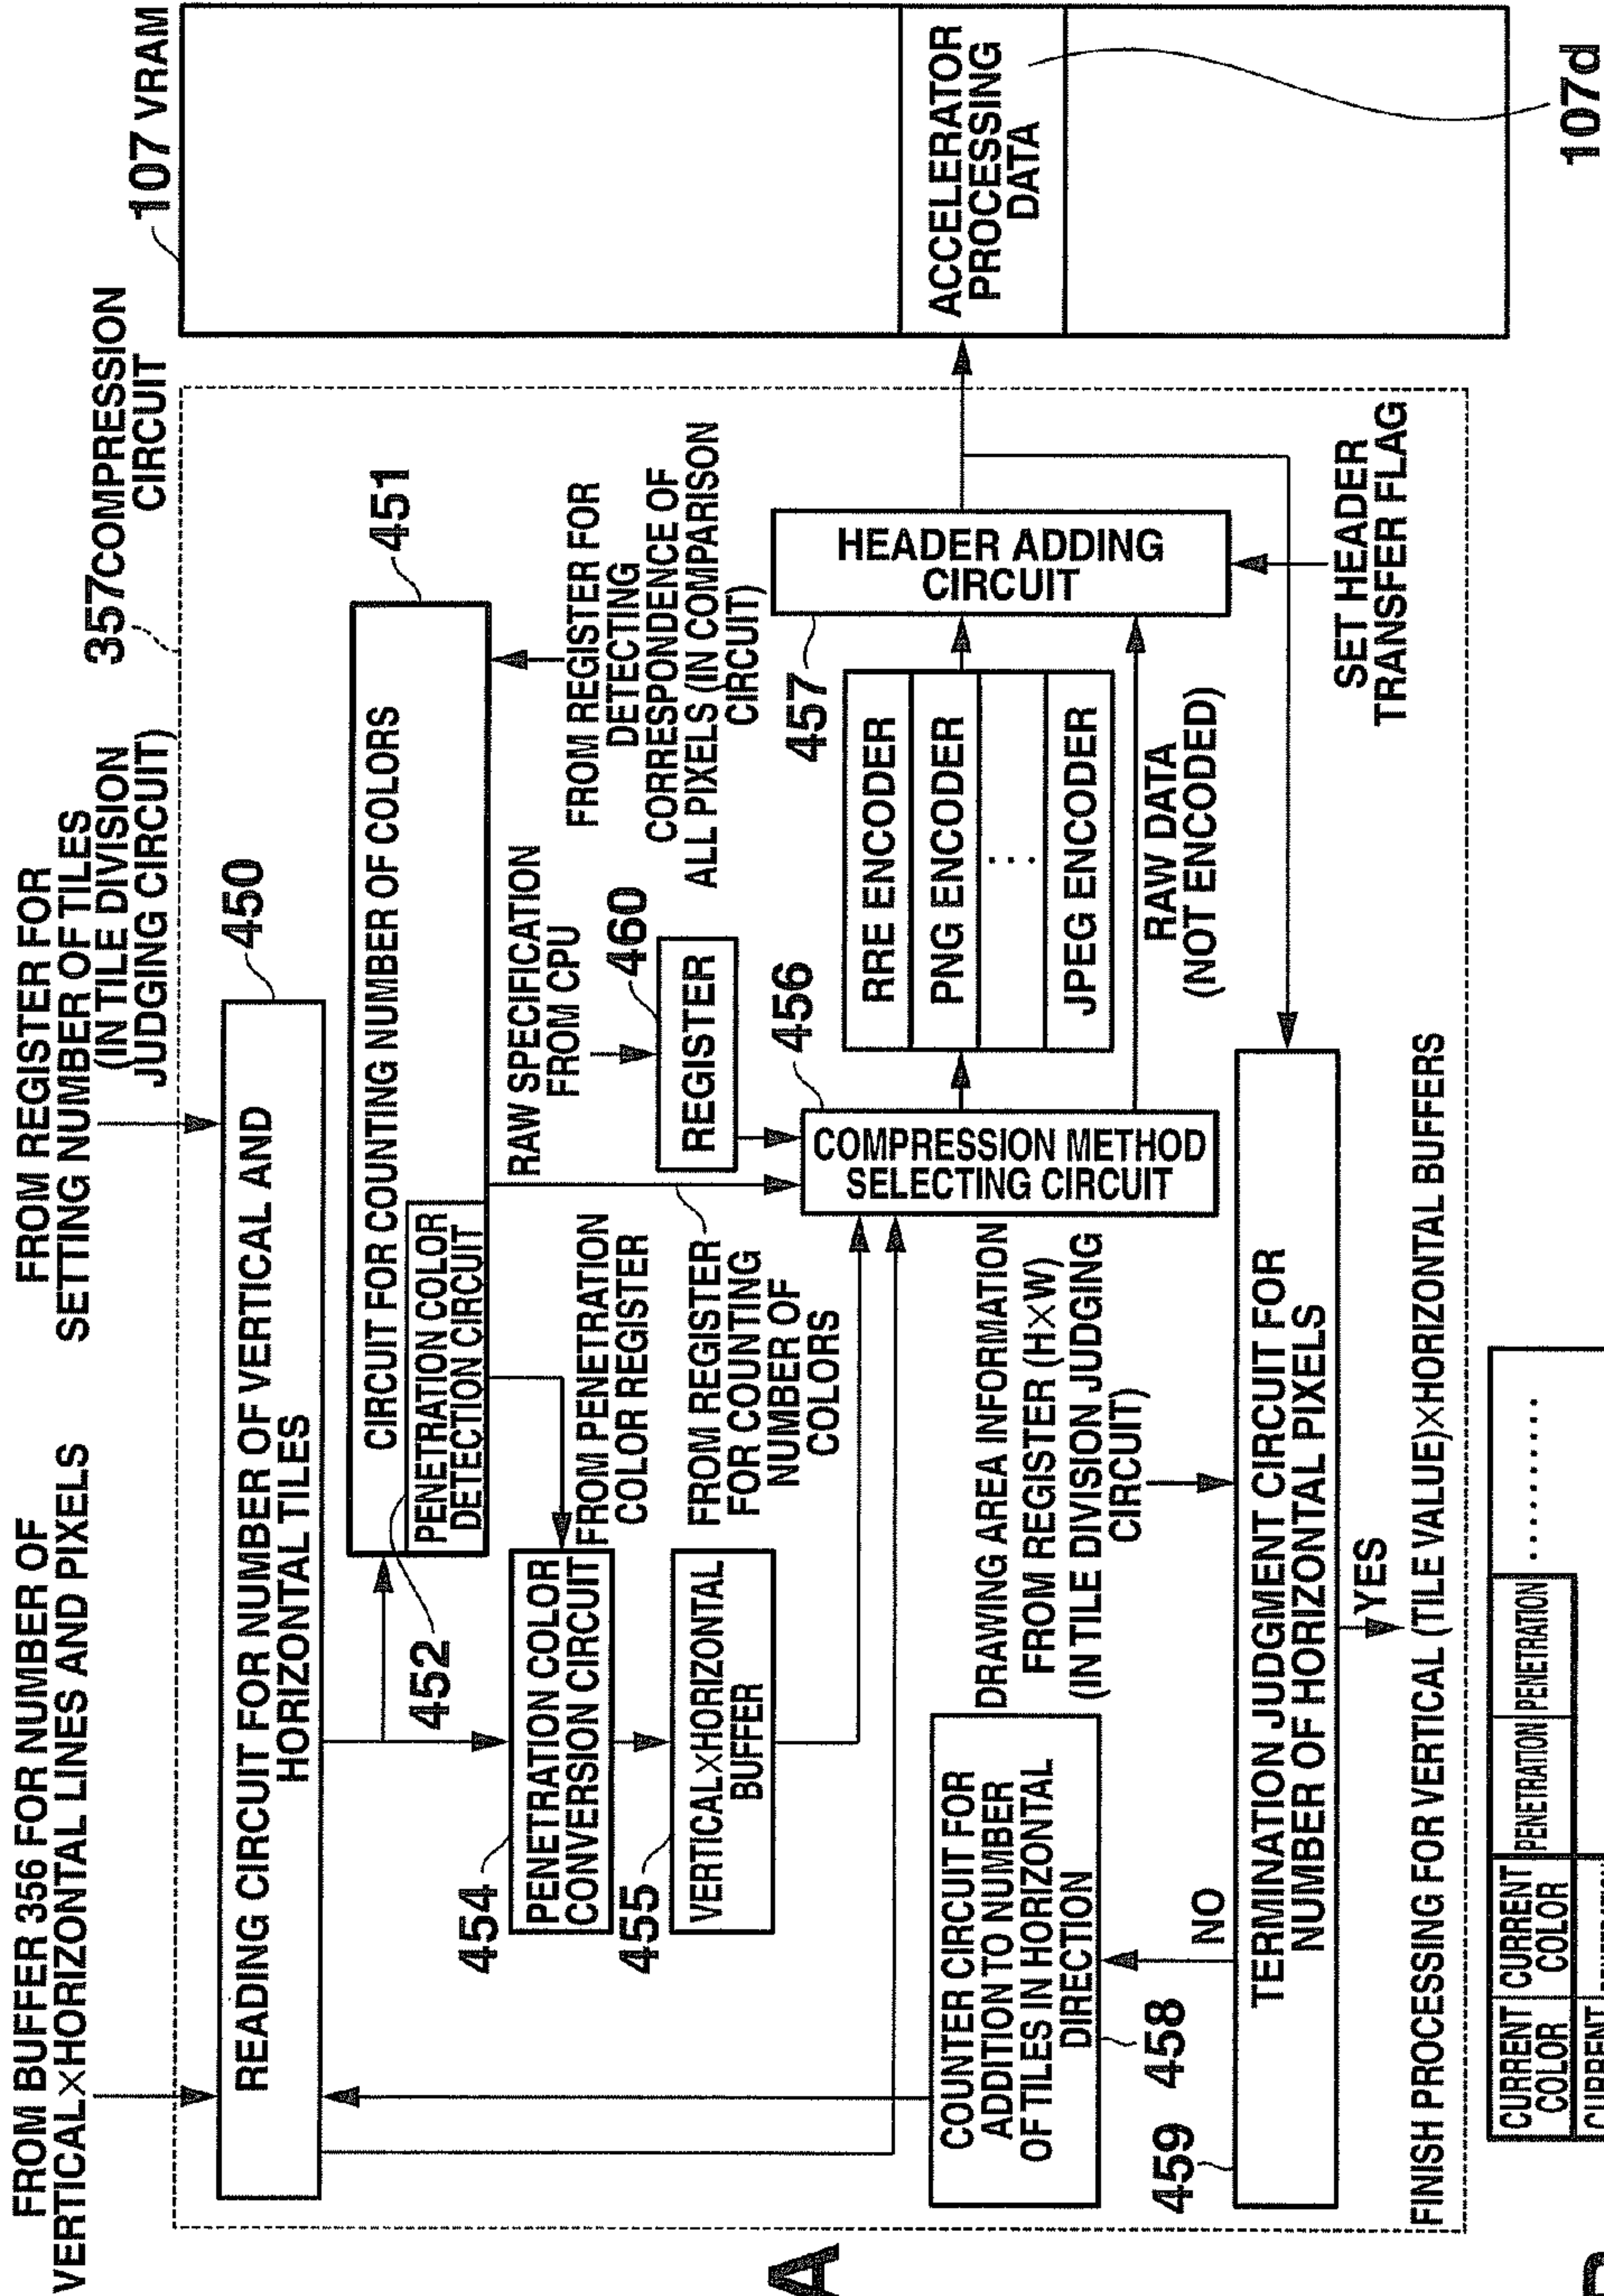 FROM BUFFER 356 FOR NUMBER OF
VERTICAL×HORIZONTAL LINES AND PIXELS
FROM REGISTER FOR
SETTING NUMBER OF TILES
(IN TILE DIVISION
JUDGING CIRCUIT)
357COMPRESSION
CIRCUIT
107 VRAM
450
READING CIRCUIT FOR NUMBER OF VERTICAL AND
HORIZONTAL TILES
451
CIRCUIT FOR COUNTING NUMBER OF COLORS
PENETRATION COLOR
DETECTION CIRCUIT
452
FROM REGISTER FOR
DETECTING
CORRESPONDENCE OF
ALL PIXELS (IN COMPARISON
CIRCUIT)
454
PENETRATION COLOR
CONVERSION CIRCUIT
FROM PENETRATION
COLOR REGISTER
RAW SPECIFICATION
FROM CPU
460
REGISTER
455
VERTICAL×HORIZONTAL
BUFFER
FROM REGISTER
FOR COUNTING
NUMBER OF
COLORS
456
COMPRESSION METHOD
SELECTING CIRCUIT
RRE ENCODER
PNG ENCODER
...
JPEG ENCODER
RAW DATA
(NOT ENCODED)
457
HEADER ADDING
CIRCUIT
SET HEADER
TRANSFER FLAG
ACCELERATOR
PROCESSING
DATA
107d
COUNTER CIRCUIT FOR
ADDITION TO NUMBER
OF TILES IN HORIZONTAL
DIRECTION
458
DRAWING AREA INFORMATION
FROM REGISTER (H×W)
(IN TILE DIVISION JUDGING
CIRCUIT)
NO
459
TERMINATION JUDGMENT CIRCUIT FOR
NUMBER OF HORIZONTAL PIXELS
YES
FINISH PROCESSING FOR VERTICAL (TILE VALUE)×HORIZONTAL BUFFERS
A
CURRENT COLOR
CURRENT COLOR
PENETRATION
PENETRATION
........
CURRENT